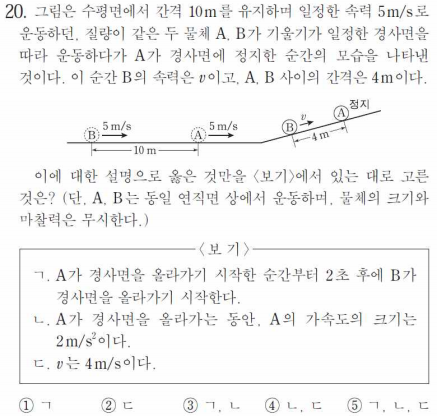 20. 그림은 수평면에서 간격 10m를 유지하며 일정한 속력 5m/s로
운동하던, 질량이 같은 두 물체 A, B가 기울기가 일정한 경사면을
따라 운동하다가 A가 경사면에 정지한 순간의 모습을 나타낸
것이다. 이 순간 B의 속력은 v이고, A, B 사이의 간격은 4m이다.
B 5m/s A 5m/s B v A 정지
10m 4m
이에 대한 설명으로 옳은 것만을 <보기>에서 있는 대로 고른
것은? (단, A, B는 동일 연직면 상에서 운동하며, 물체의 크기와
마찰력은 무시한다.)
<보 기>
ㄱ. A가 경사면을 올라가기 시작한 순간부터 2초 후에 B가
경사면을 올라가기 시작한다.
ㄴ. A가 경사면을 올라가는 동안, A의 가속도의 크기는
2m/s²이다.
ㄷ. v는 4m/s이다.
① ㄱ ② ㄷ ③ ㄱ, ㄴ ④ ㄴ, ㄷ ⑤ ㄱ, ㄴ, ㄷ